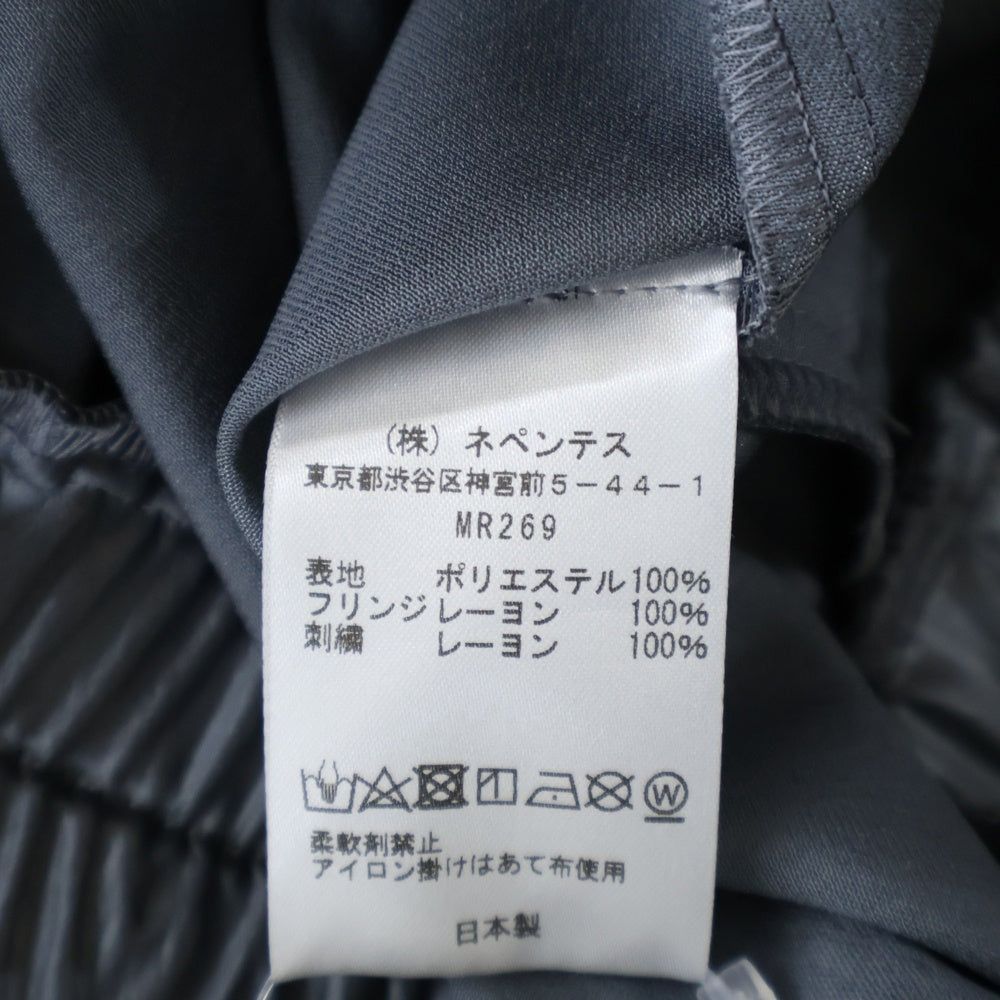 (株) ネペンテス
東京都渋谷区神宮前5-44-1
MR269
表地 ポリエステル100%
フリンジレーヨン 100%
刺繍 レーヨン 100%
W
柔軟剤禁止
アイロン掛けはあて布使用
日本製